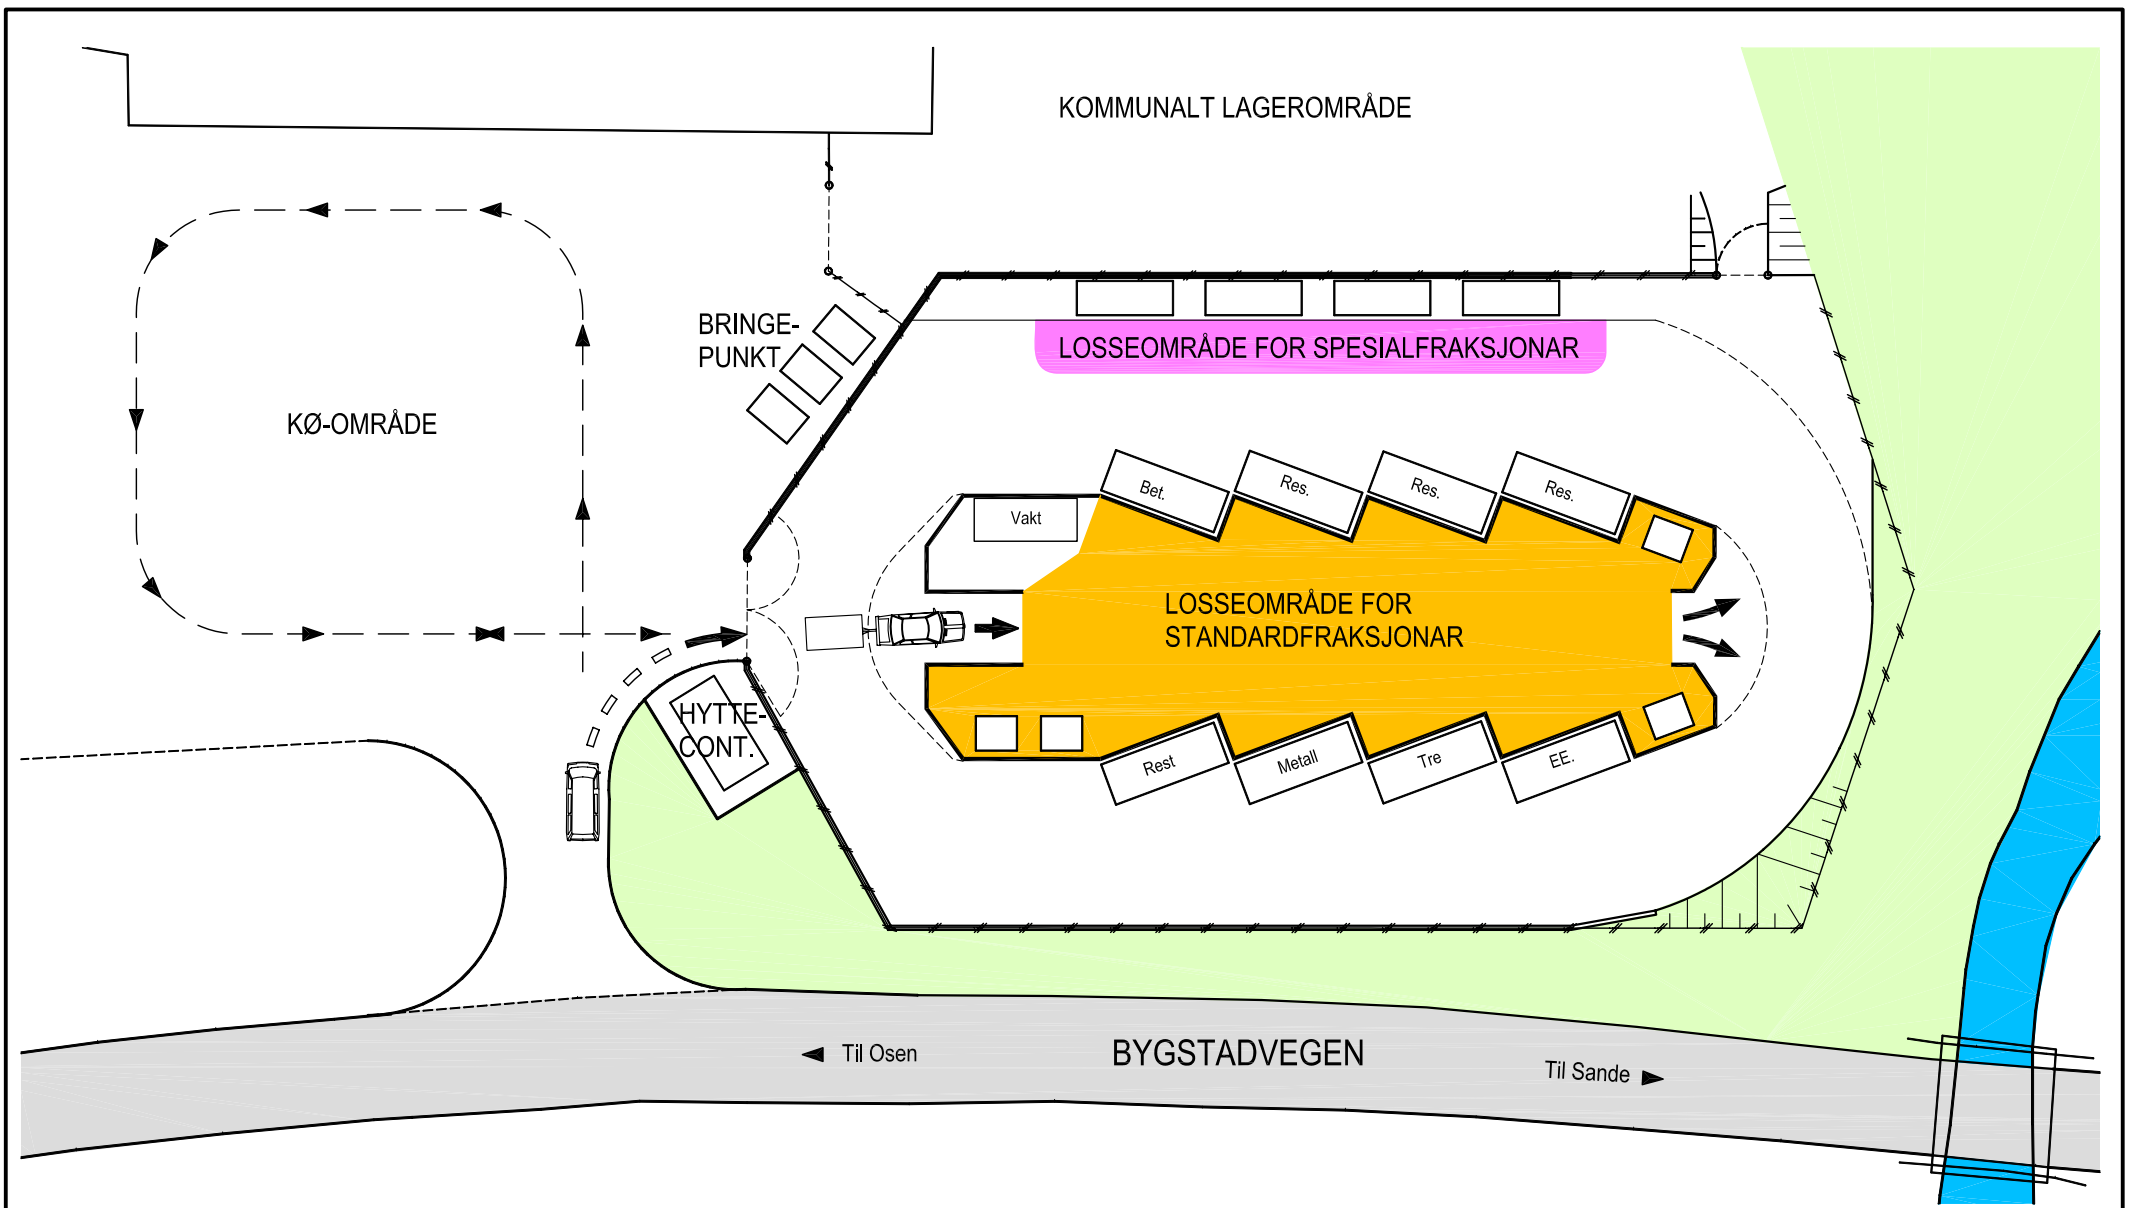 KOMMUNALT LAGEROMRÅDE
BRINGE-
PUNKT
LOSSEOMRÅDE FOR SPESIALFRAKSJONAR
KØ-OMRÅDE
Bet.
Res.
Res.
Res.
Vakt
LOSSEOMRÅDE FOR
STANDARDFRAKSJONAR
HYTTE-
CONT.
Rest
Metall
Tre
EE.
Til Osen
BYGSTADVEGEN
Til Sande